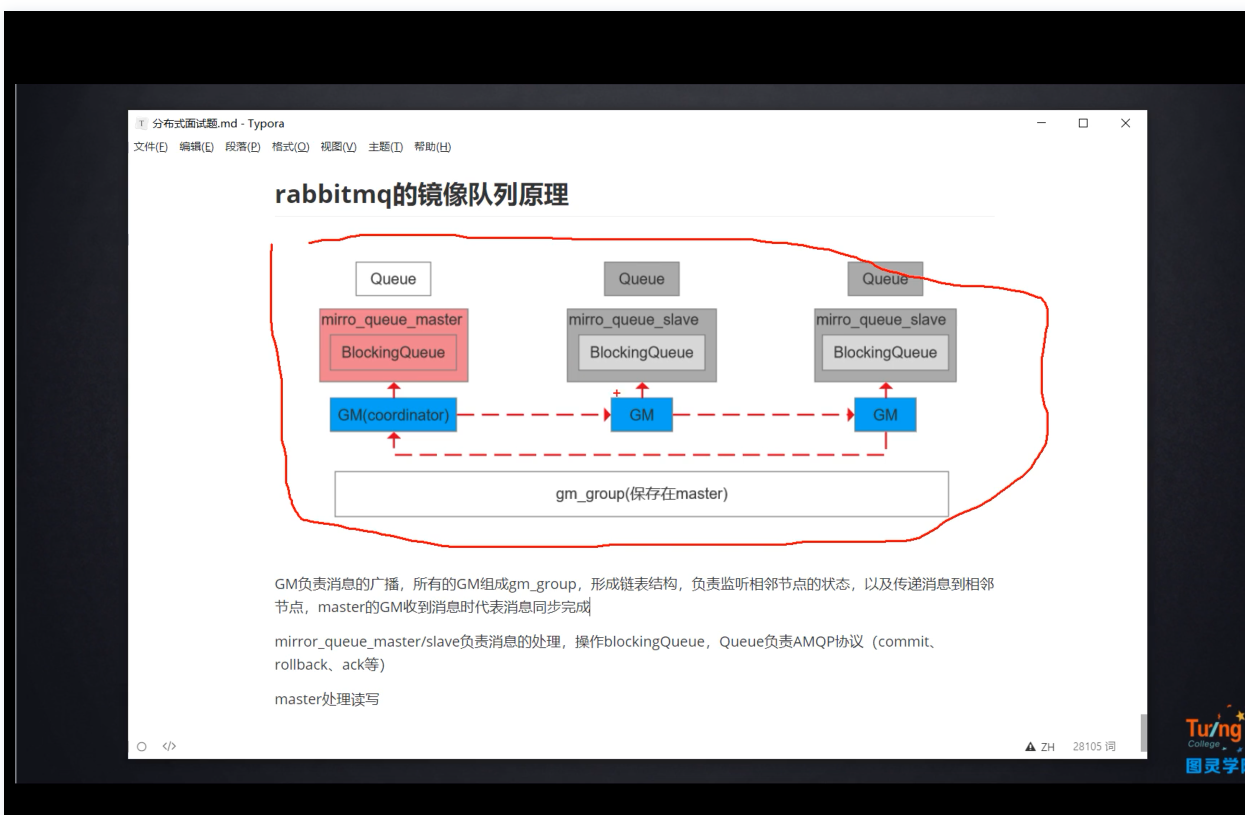 分布式面试题.md - Typora
文件(F) 编辑(E) 段落(P) 格式(O) 视图(V) 主题(T) 帮助(H)
rabbitmq的镜像队列原理
Queue Queue Queue
mirro_queue_master mirro_queue_slave mirro_queue_slave
BlockingQueue BlockingQueue BlockingQueue
GM(coordinator) GM GM
gm_group(保存在master)
GM负责消息的广播，所有的GM组成gm_group，形成链表结构，负责监听相邻节点的状态，以及传递消息到相邻
节点，master的GM收到消息时代表消息同步完成
mirror_queue_master/slave负责消息的处理，操作blockingQueue，Queue负责AMQP协议（commit、
rollback、ack等）
master处理读写
ZH 28105 词
Tuing
College
图灵学